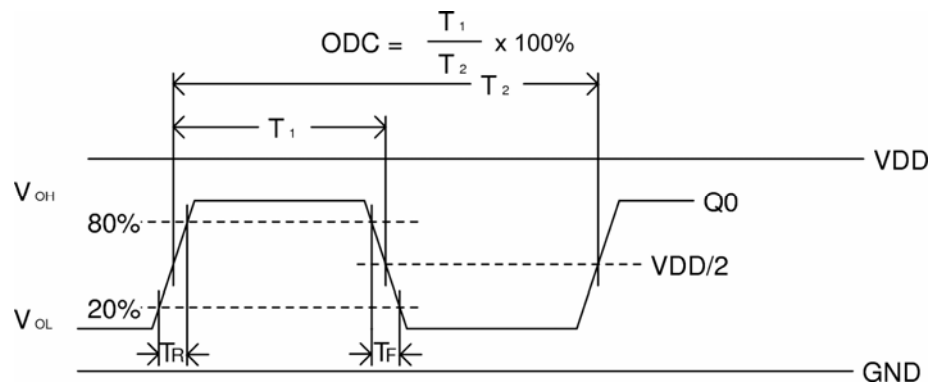 ODC = T1/T2 x 100%
T2
T1
VDD
VOH
Q0
80%
VDD/2
20%
VOL
TR
TF
GND